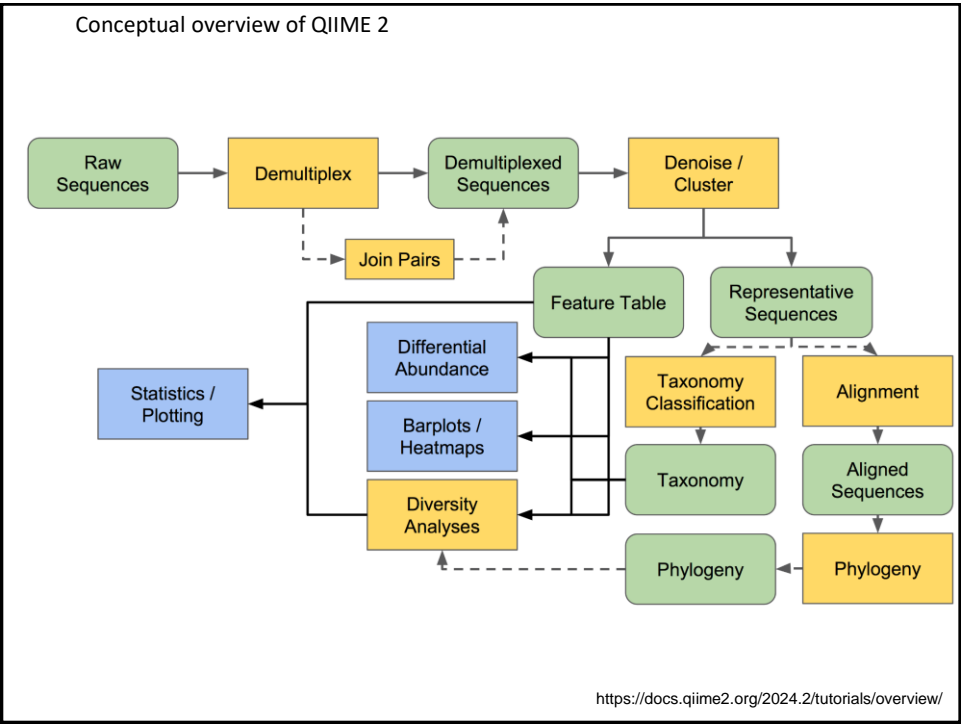 Conceptual overview of QIIME 2
Raw
Sequences
Demultiplex
Demultiplexed
Sequences
Denoise /
Cluster
Join Pairs
Feature Table
Representative
Sequences
Differential
Abundance
Taxonomy
Classification
Alignment
Statistics /
Plotting
Barplots /
Heatmaps
Taxonomy
Aligned
Sequences
Diversity
Analyses
Phylogeny
Phylogeny
https://docs.qiime2.org/2024.2/tutorials/overview/